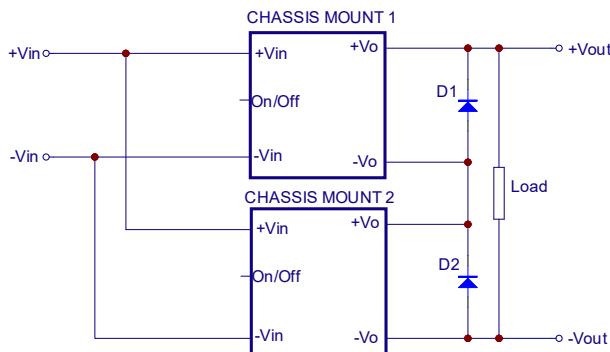 CHASSIS MOUNT 1
+Vin
+Vin
+Vo
+Vout
On/Off
D1
-Vin
-Vin
-Vo
Load
CHASSIS MOUNT 2
+Vin
+Vo
On/Off
D2
-Vin
-Vo
-Vout